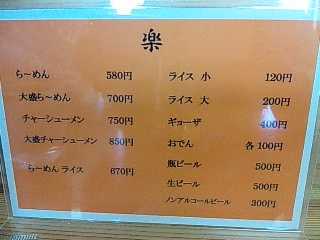 楽
ら〜めん 580円
大盛ら〜めん 700円
チャーシューメン 750円
大盛チャーシューメン 850円
ら〜めん ライス 670円
ライス 小 120円
ライス 大 200円
ギョーザ 400円
おでん 各100円
瓶ビール 500円
生ビール 500円
ノンアルコールビール 300円